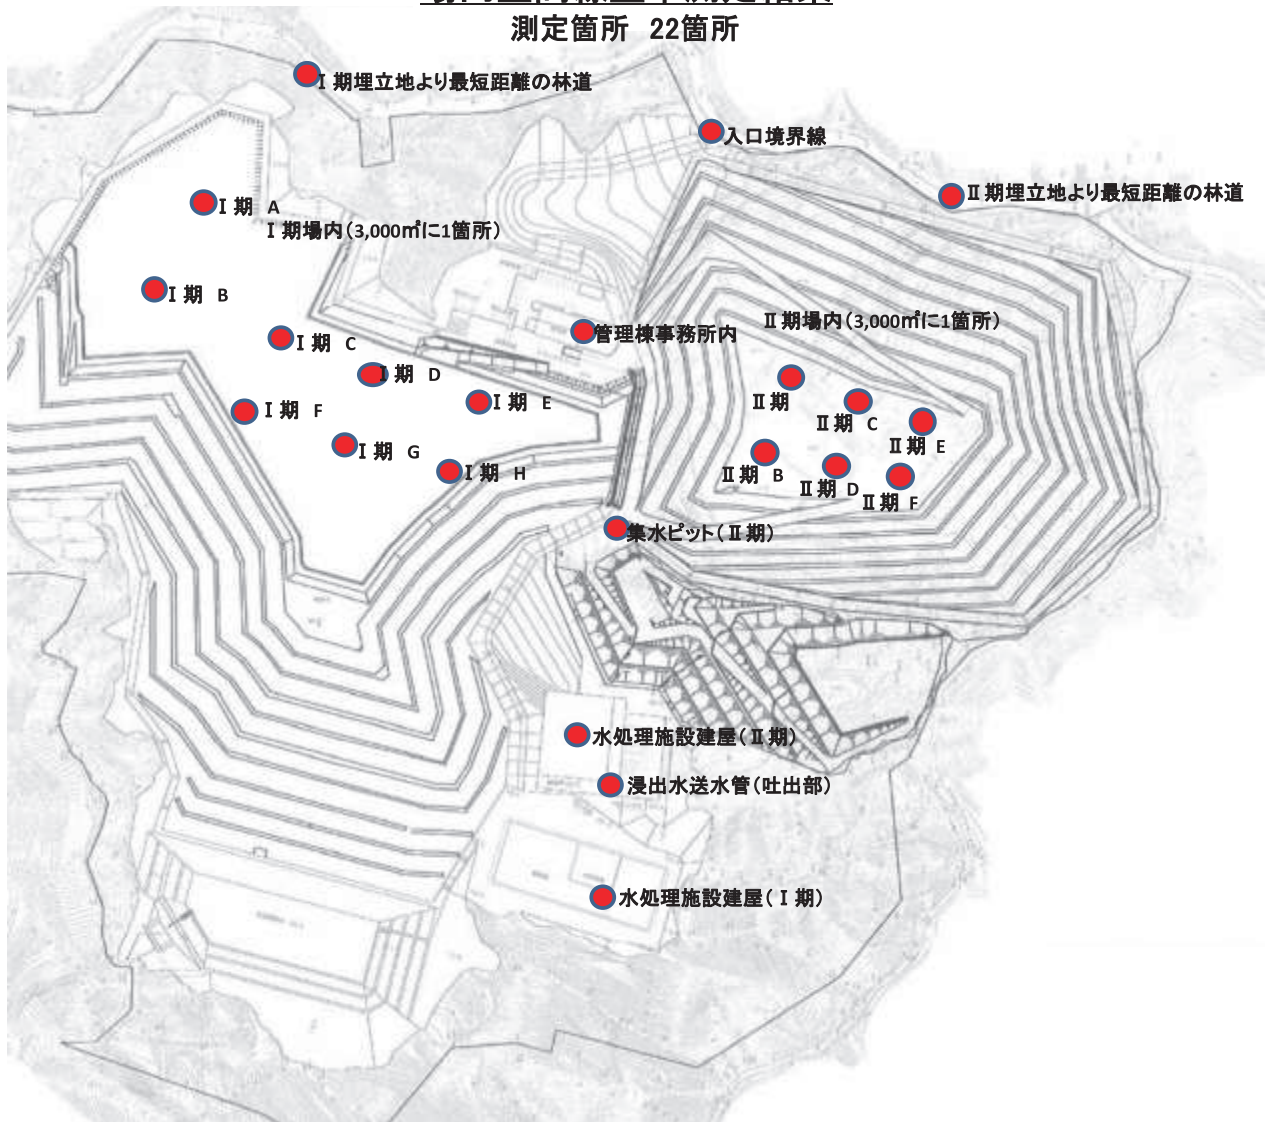 測定箇所 22箇所
Ⅰ期埋立地より最短距離の林道
入口境界線
Ⅱ期埋立地より最短距離の林道
Ⅰ期 A
Ⅰ期場内(3,000㎡に1箇所)
Ⅰ期 B
Ⅱ期場内(3,000㎡に1箇所)
管理棟事務所内
Ⅰ期 C
Ⅰ期 D
Ⅰ期 E
Ⅱ期
Ⅰ期 F
Ⅱ期 C
Ⅱ期 E
Ⅰ期 G
Ⅰ期 H
Ⅱ期 B
Ⅱ期 D
Ⅱ期 F
集水ピット(Ⅱ期)
水処理施設建屋(Ⅱ期)
浸出水送水管(吐出部)
水処理施設建屋(Ⅰ期)